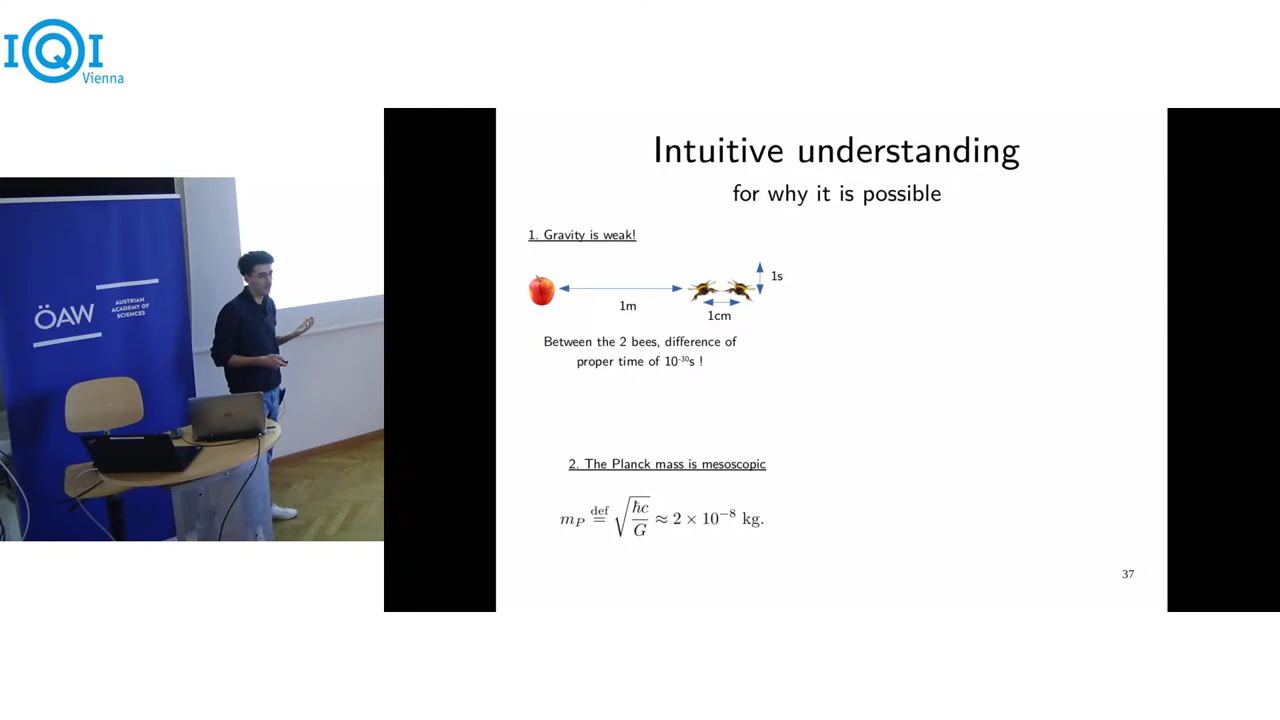 IQI
Vienna
ÖAW
AUSTRIAN
ACADEMY OF
SCIENCES
Intuitive understanding
for why it is possible
1. Gravity is weak!
1s
1m
1cm
Between the 2 bees, difference of
proper time of 10⁻³⁰s !
2. The Planck mass is mesoscopic
m_P ≝ √(ħc/G) ≈ 2 × 10⁻⁸ kg.
37